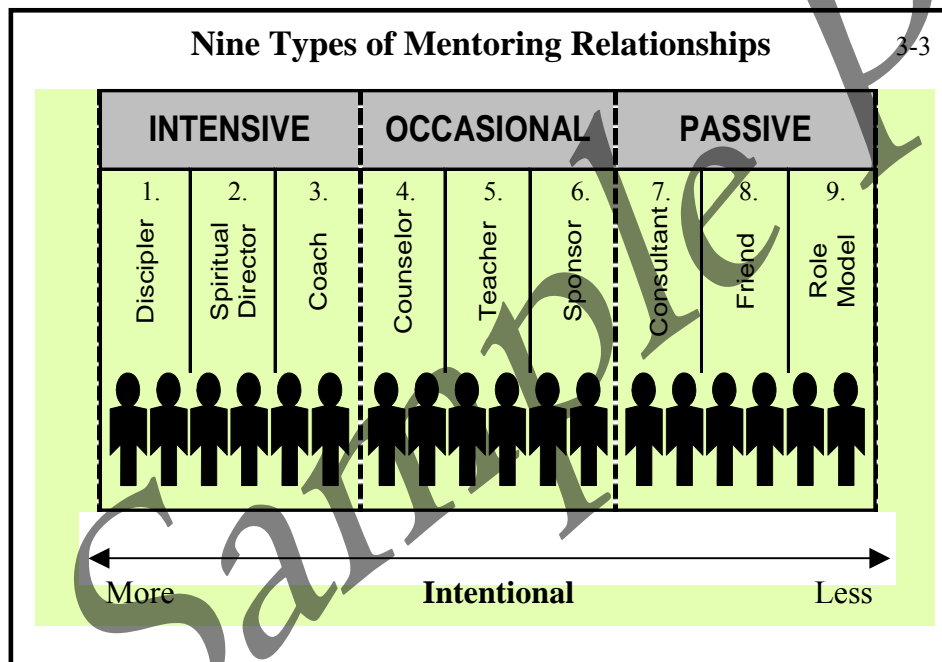 Nine Types of Mentoring Relationships
3-3
INTENSIVE
OCCASIONAL
PASSIVE
1.
Discipler
2.
Spiritual
Director
3.
Coach
4.
Counselor
5.
Teacher
6.
Sponsor
7.
Consultant
8.
Friend
9.
Role
Model
More
Intentional
Less
Sample